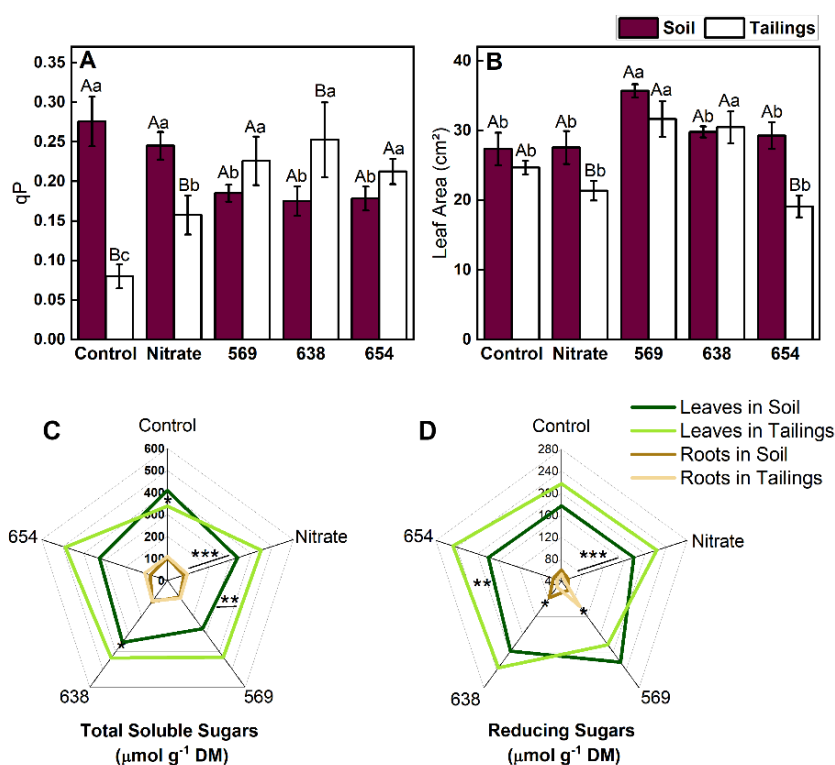 Soil Tailings
A
0.35
0.30
0.25
0.20
0.15
0.10
0.05
0.00
qP
Aa
Bc
Aa
Bb
Ab
Aa
Ab
Ba
Ab
Aa
Control Nitrate 569 638 654
B
40
30
20
10
0
Leaf Area (cm²)
Ab
Ab
Ab
Bb
Aa
Aa
Ab
Aa
Ab
Bb
Control Nitrate 569 638 654
C
Control
600
500
400
300
200
100
0
654
Nitrate
569
638
*
***
**
*
Total Soluble Sugars
(μmol g⁻¹ DM)
D
Control
280
240
200
160
120
80
40
654
Nitrate
569
638
***
**
*
*
Reducing Sugars
(μmol g⁻¹ DM)
Leaves in Soil
Leaves in Tailings
Roots in Soil
Roots in Tailings